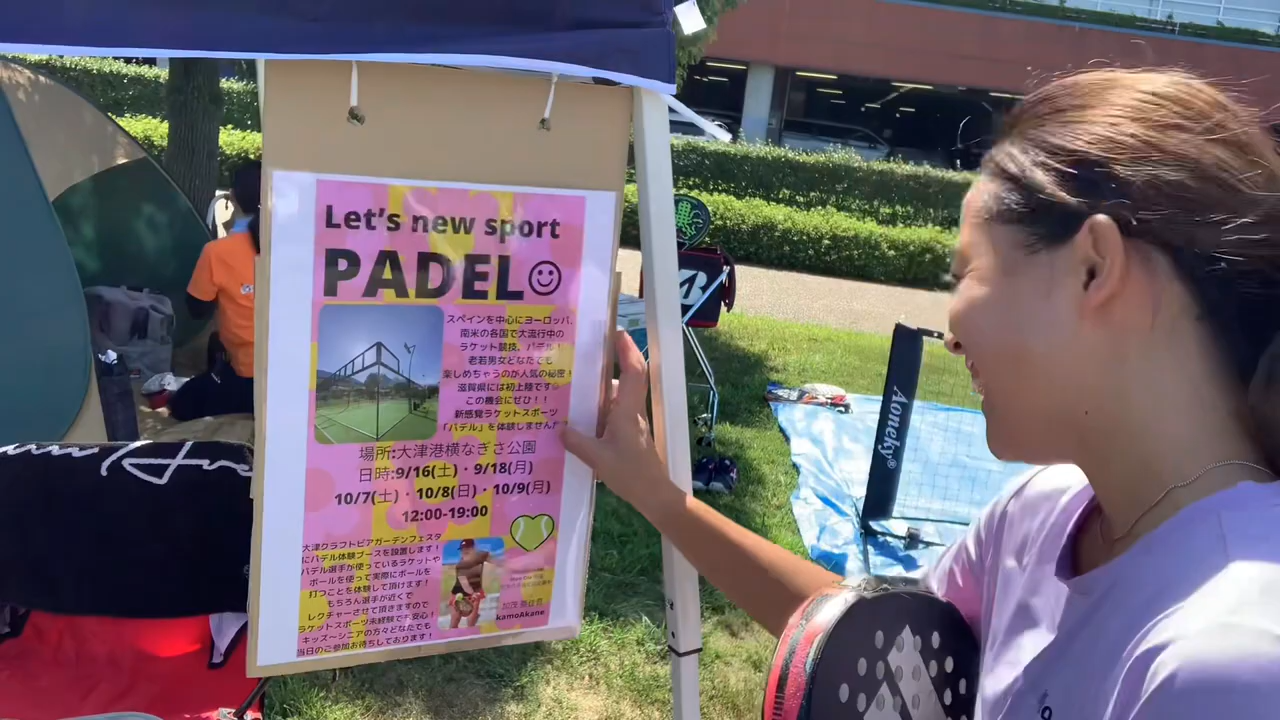 Let's new sport
PADEL
スペインを中心にヨーロッパ、
南米の各国で大流行中の
ラケット競技、パデル！
老若男女どなたでも
楽しめちゃうのが人気の秘密！
滋賀県には初上陸です
この機会にぜひ！！
新感覚ラケットスポーツ
「パデル」を体験しませんか
場所:大津港横なぎさ公園
日時:9/16(土)・9/18(月)
10/7(土)・10/8(日)・10/9(月)
12:00-19:00
大津クラフトビアガーデンフェスタ
にパデル体験ブースを設置します！
パデル選手が使っているラケットや
ボールを使って実際にボールを
打つことを体験して頂けます！
もちろん選手が近くで
レクチャーさせて頂きますので
ラケットスポーツ未経験でも安心！
キッズ〜シニアの方々どなたでも
当日のご参加お待ちしております！
kamoAkane
B
Aoneky®